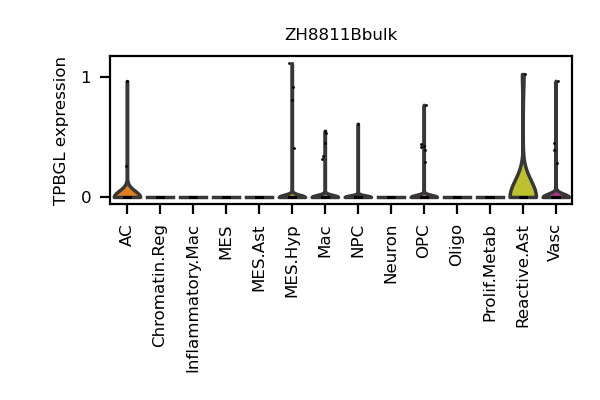 ZH8811Bbulk
TPBGL expression
1
0
AC
Chromatin.Reg
Inflammatory.Mac
MES
MES.Ast
MES.Hyp
Mac
NPC
Neuron
OPC
Oligo
Prolif.Metab
Reactive.Ast
Vasc